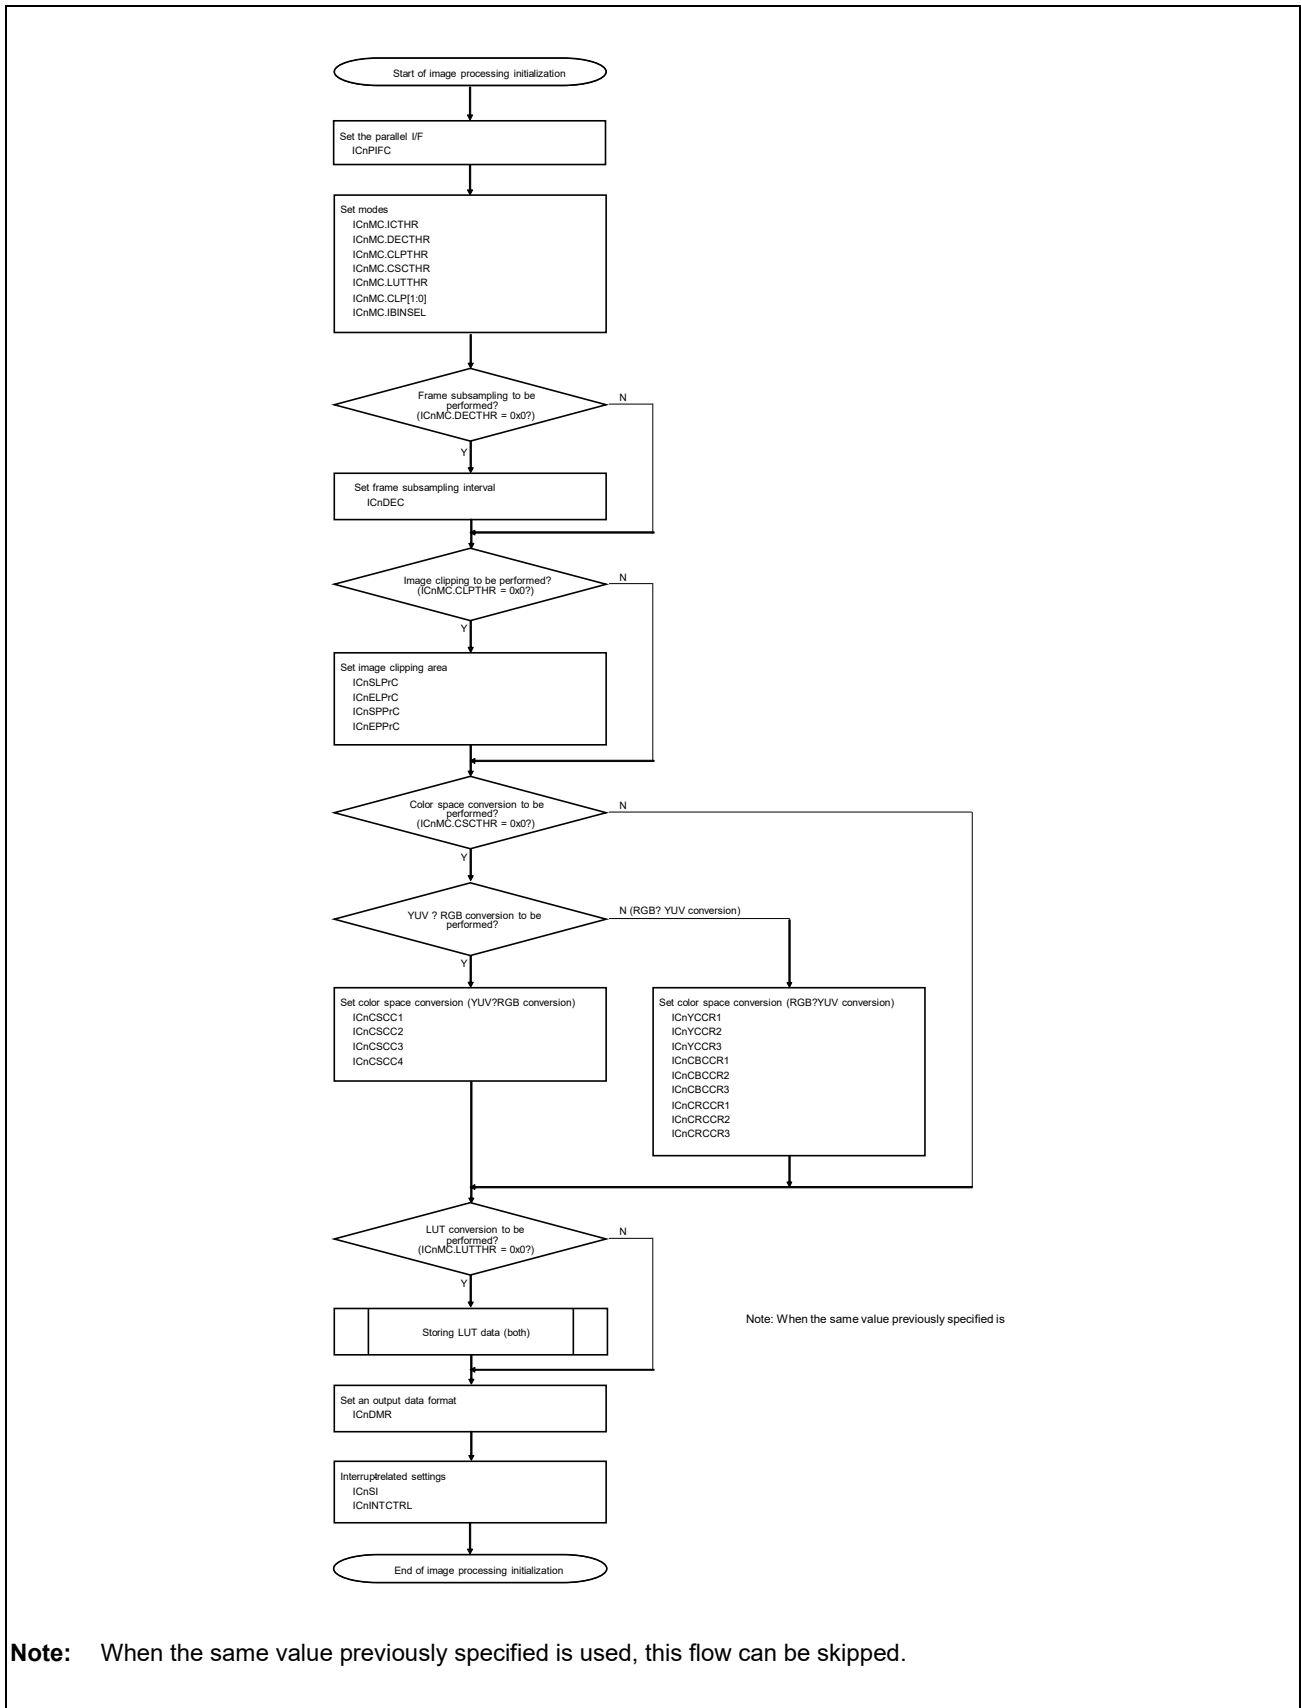 Start of image processing initialization
Set the parallel I/F
ICnPIFC
Set modes
ICnMC.ICTHR
ICnMC.DECTHR
ICnMC.CLPTHR
ICnMC.CSCTHR
ICnMC.LUTTHR
ICnMC.CLP[1:0]
ICnMC.IBINSEL
Frame subsampling to be
performed?
(ICnMC.DECTHR = 0x0?)
N
Y
Set frame subsampling interval
ICnDEC
Image clipping to be performed?
(ICnMC.CLPTHR = 0x0?)
N
Y
Set image clipping area
ICnSLPrC
ICnELPrC
ICnSPPrC
ICnEPPrC
Color space conversion to be
performed?
(ICnMC.CSCTHR = 0x0?)
N
Y
YUV ? RGB conversion to be
performed?
N (RGB? YUV conversion)
Y
Set color space conversion (YUV?RGB conversion)
ICnCSCC1
ICnCSCC2
ICnCSCC3
ICnCSCC4
Set color space conversion (RGB?YUV conversion)
ICnYCCR1
ICnYCCR2
ICnYCCR3
ICnCBCCR1
ICnCBCCR2
ICnCBCCR3
ICnCRCCR1
ICnCRCCR2
ICnCRCCR3
LUT conversion to be
performed?
(ICnMC.LUTTHR = 0x0?)
N
Y
Storing LUT data (both)
Note: When the same value previously specified is
Set an output data format
ICnDMR
Interrupt-related settings
ICnSI
ICnINTCTRL
End of image processing initialization
Note: When the same value previously specified is used, this flow can be skipped.